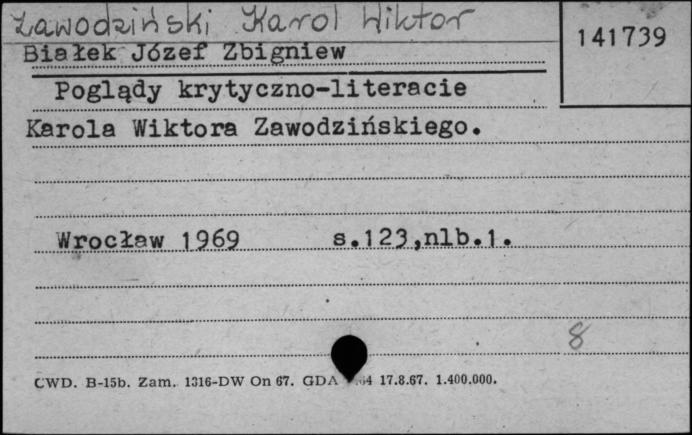 Zawodziński Karol Wiktor
141739
Białek Józef Zbigniew
Poglądy krytyczno-literacie
Karola Wiktora Zawodzińskiego.
Wrocław 1969 s.123,nlb.1.
8
CWD. B-15b. Zam. 1316-DW On 67. GDA 17.8.67. 1.400.000.